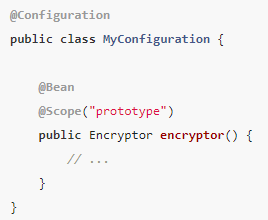 @Configuration
public class MyConfiguration {
@Bean
@Scope("prototype")
public Encryptor encryptor() {
// ...
}
}